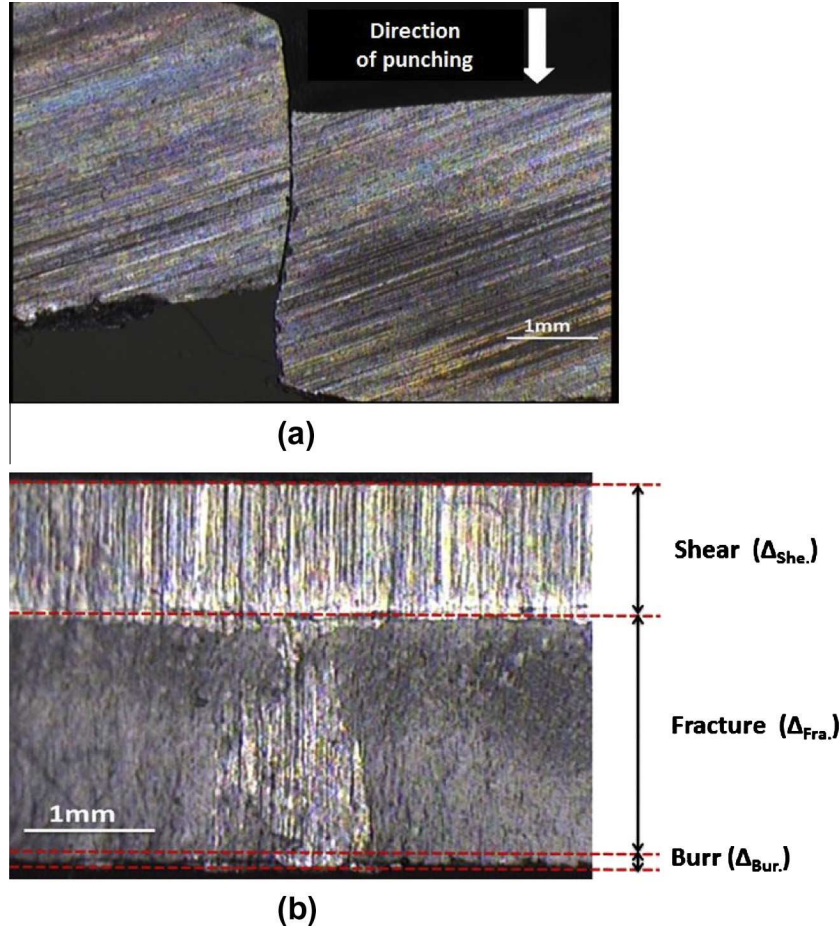 Direction
of punching
1mm
(a)
Shear (ΔShe.)
Fracture (ΔFra.)
1mm
Burr (ΔBur.)
(b)